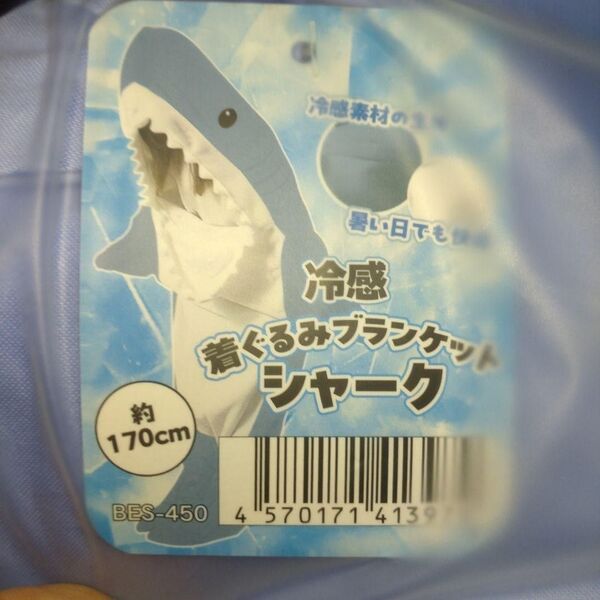 冷感素材の
暑い日でも
冷感
着ぐるみブランケット
シャーク
約
170cm
BES-450
4 570171 4139